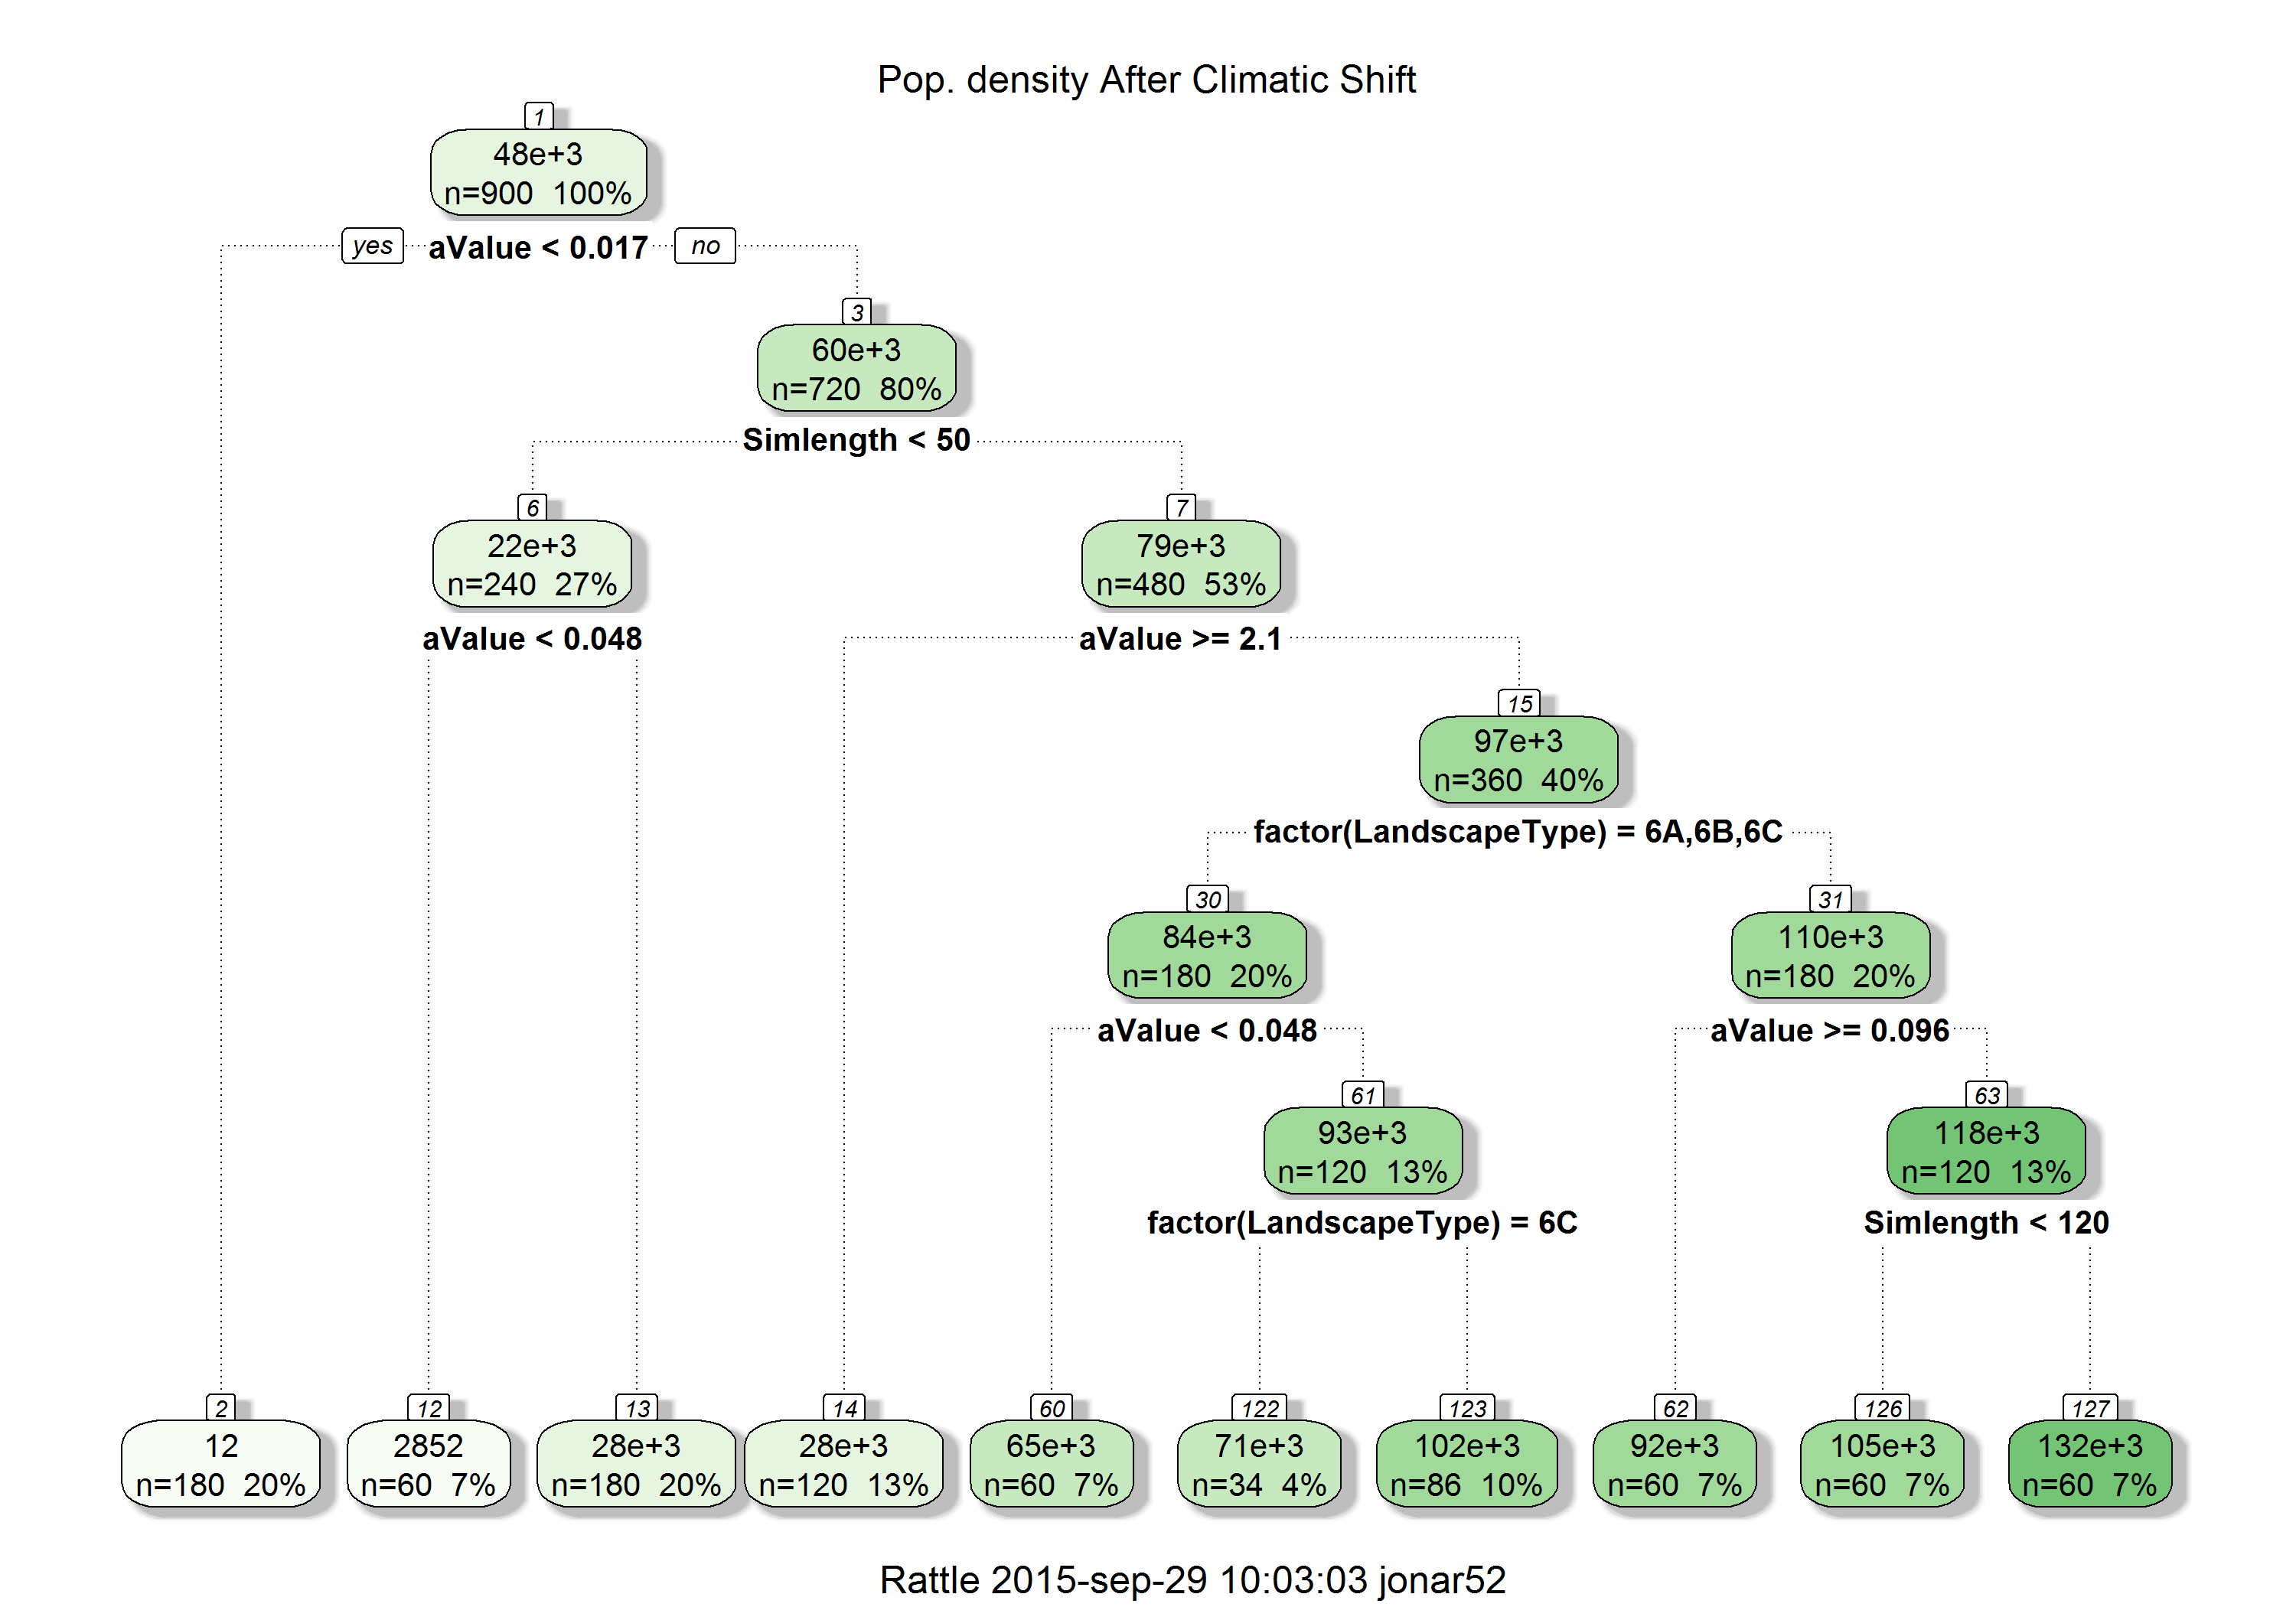 Pop. density After Climatic Shift
1
48e+3
n=900 100%
yes aValue < 0.017 no
3
60e+3
n=720 80%
Simlength < 50
6
22e+3
n=240 27%
7
79e+3
n=480 53%
aValue < 0.048
aValue >= 2.1
15
97e+3
n=360 40%
factor(LandscapeType) = 6A,6B,6C
30
84e+3
n=180 20%
31
110e+3
n=180 20%
aValue < 0.048
aValue >= 0.096
61
93e+3
n=120 13%
63
118e+3
n=120 13%
factor(LandscapeType) = 6C
Simlength < 120
2
12
n=180 20%
12
2852
n=60 7%
13
28e+3
n=180 20%
14
28e+3
n=120 13%
60
65e+3
n=60 7%
122
71e+3
n=34 4%
123
102e+3
n=86 10%
62
92e+3
n=60 7%
126
105e+3
n=60 7%
127
132e+3
n=60 7%
Rattle 2015-sep-29 10:03:03 jonar52